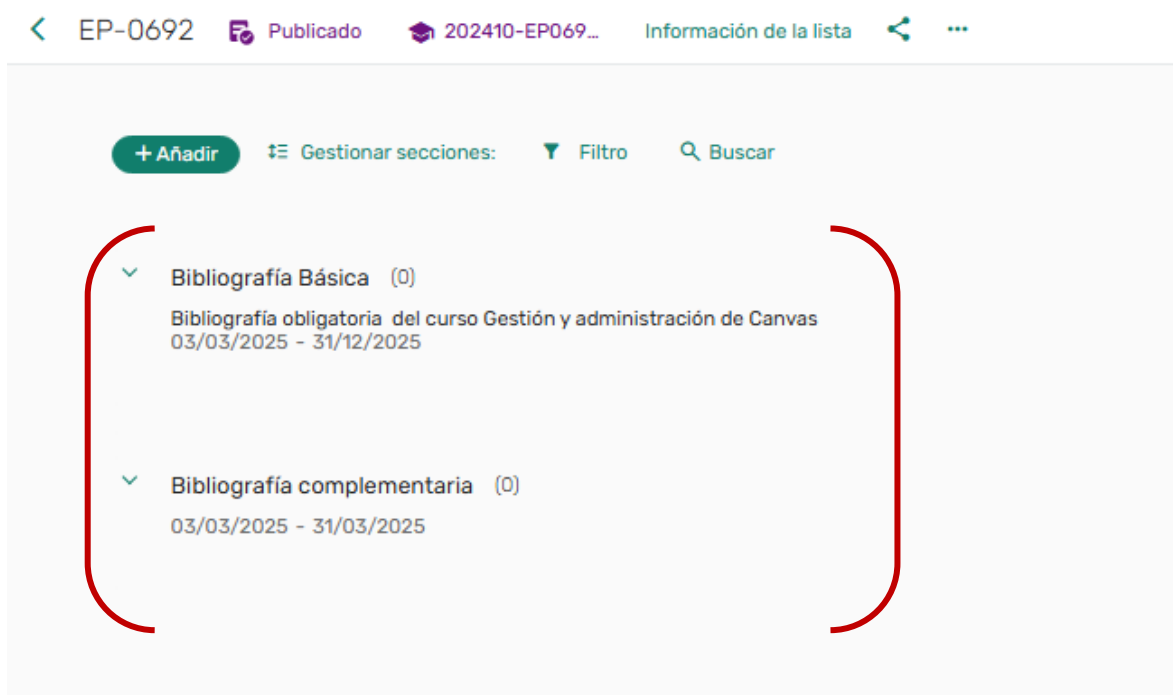 EP-0692 Publicado 202410-EP069... Información de la lista ...
+ Añadir Gestionar secciones: Filtro Buscar
Bibliografía Básica (0)
Bibliografía obligatoria del curso Gestión y administración de Canvas
03/03/2025 - 31/12/2025
Bibliografía complementaria (0)
03/03/2025 - 31/03/2025